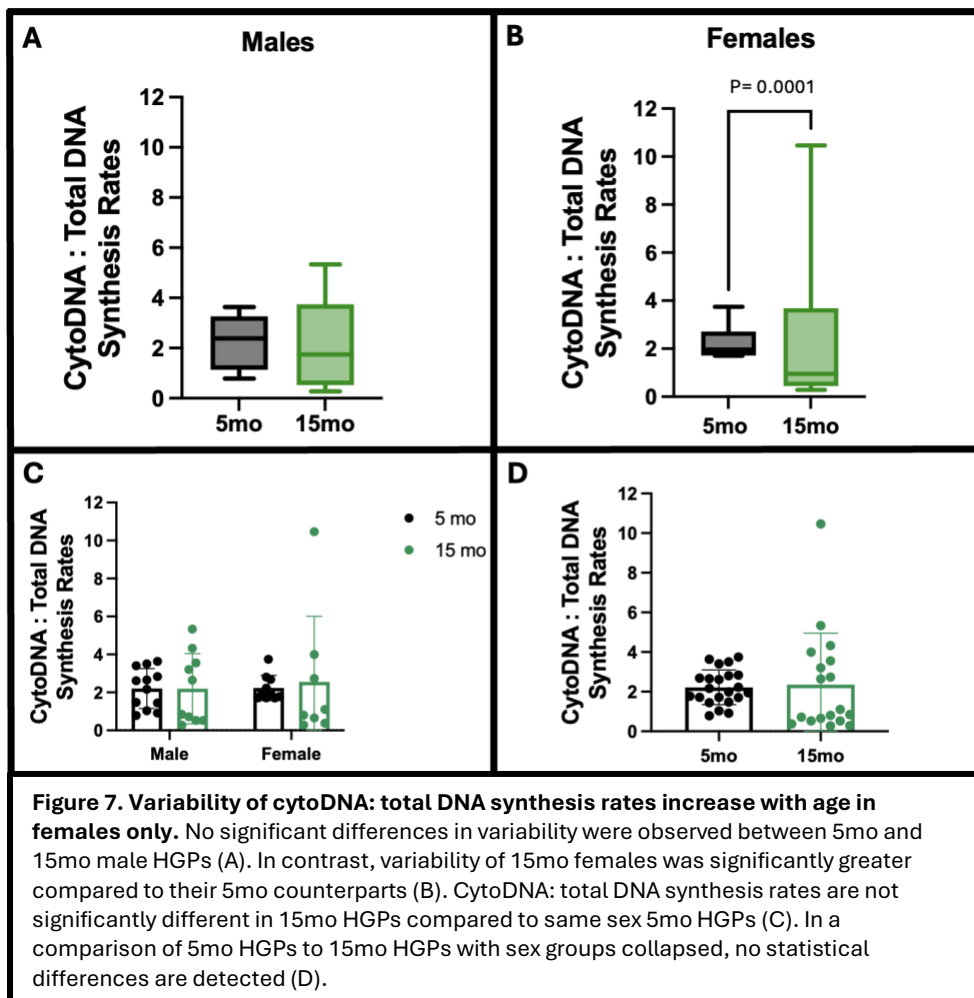 A
Males
CytoDNA : Total DNA
Synthesis Rates
12
10
8
6
4
2
0
5mo 15mo
B
Females
P= 0.0001
CytoDNA : Total DNA
Synthesis Rates
12
10
8
6
4
2
0
5mo 15mo
C
CytoDNA : Total DNA
Synthesis Rates
12
10
8
6
4
2
0
Male Female
5 mo
15 mo
D
CytoDNA : Total DNA
Synthesis Rates
12
10
8
6
4
2
0
5mo 15mo
Figure 7. Variability of cytoDNA: total DNA synthesis rates increase with age in
females only. No significant differences in variability were observed between 5mo and
15mo male HGPs (A). In contrast, variability of 15mo females was significantly greater
compared to their 5mo counterparts (B). CytoDNA: total DNA synthesis rates are not
significantly different in 15mo HGPs compared to same sex 5mo HGPs (C). In a
comparison of 5mo HGPs to 15mo HGPs with sex groups collapsed, no statistical
differences are detected (D).